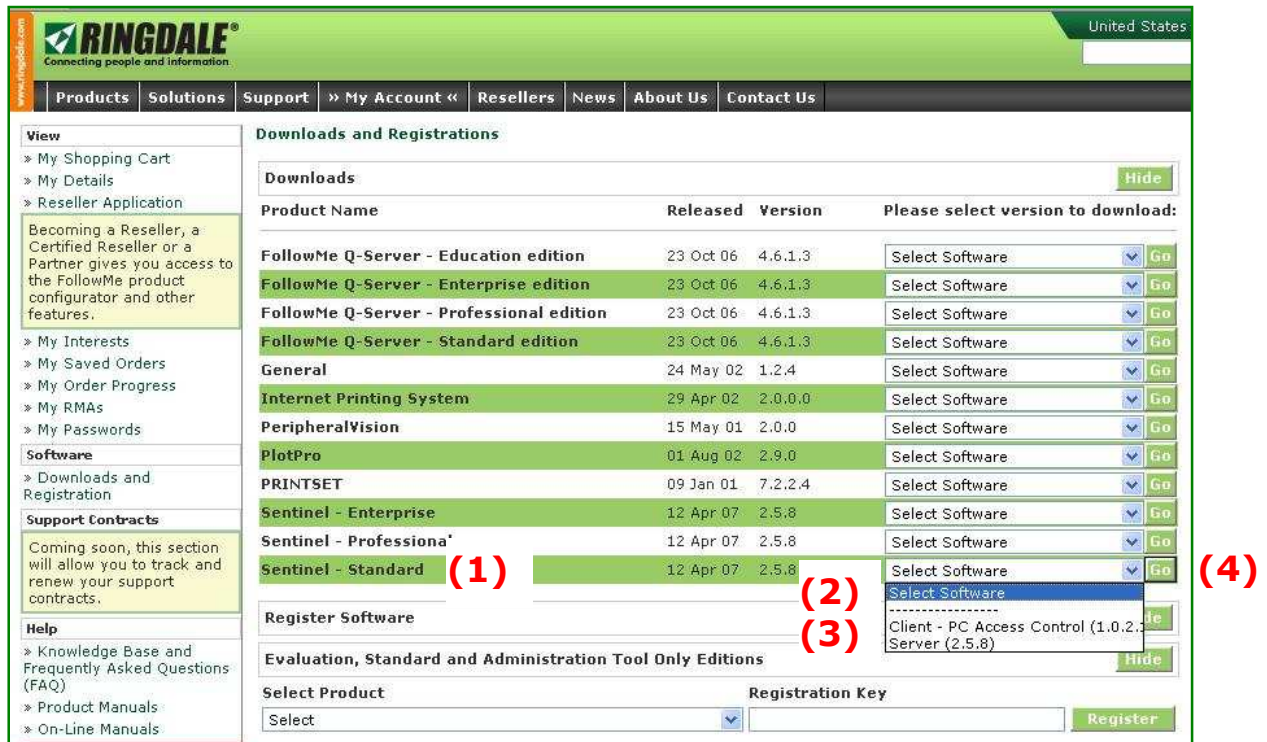 www.ringdale.com
RINGDALE®
Connecting people and information
United States
Products Solutions Support » My Account « Resellers News About Us Contact Us
View
» My Shopping Cart
» My Details
» Reseller Application
Becoming a Reseller, a
Certified Reseller or a
Partner gives you access to
the FollowMe product
configurator and other
features.
» My Interests
» My Saved Orders
» My Order Progress
» My RMAs
» My Passwords
Software
» Downloads and
Registration
Support Contracts
Coming soon, this section
will allow you to track and
renew your support
contracts.
Help
» Knowledge Base and
Frequently Asked Questions
(FAQ)
» Product Manuals
» On-Line Manuals
Downloads and Registrations
Downloads Hide
Product Name Released Version Please select version to download:
FollowMe Q-Server - Education edition 23 Oct 06 4.6.1.3 Select Software Go
FollowMe Q-Server - Enterprise edition 23 Oct 06 4.6.1.3 Select Software Go
FollowMe Q-Server - Professional edition 23 Oct 06 4.6.1.3 Select Software Go
FollowMe Q-Server - Standard edition 23 Oct 06 4.6.1.3 Select Software Go
General 24 May 02 1.2.4 Select Software Go
Internet Printing System 29 Apr 02 2.0.0.0 Select Software Go
PeripheralVision 15 May 01 2.0.0 Select Software Go
PlotPro 01 Aug 02 2.9.0 Select Software Go
PRINTSET 09 Jan 01 7.2.2.4 Select Software Go
Sentinel - Enterprise 12 Apr 07 2.5.8 Select Software Go
Sentinel - Professional 12 Apr 07 2.5.8 Select Software Go
Sentinel - Standard (1) 12 Apr 07 2.5.8 Select Software Go (4)
(2) Select Software
-----------------
(3) Client - PC Access Control (1.0.2.
Server (2.5.8)
Register Software
Evaluation, Standard and Administration Tool Only Editions Hide
Select Product Registration Key
Select Register